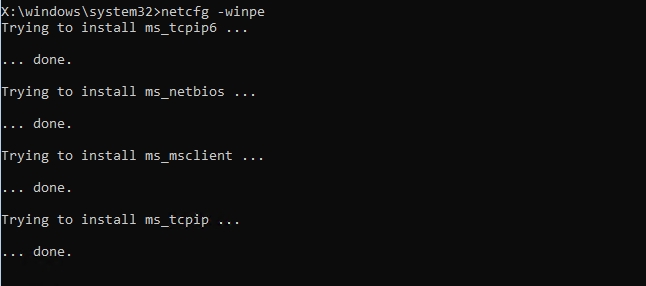 X:\windows\system32>netcfg -winpe
Trying to install ms_tcpip6 ...
... done.
Trying to install ms_netbios ...
... done.
Trying to install ms_msclient ...
... done.
Trying to install ms_tcpip ...
... done.